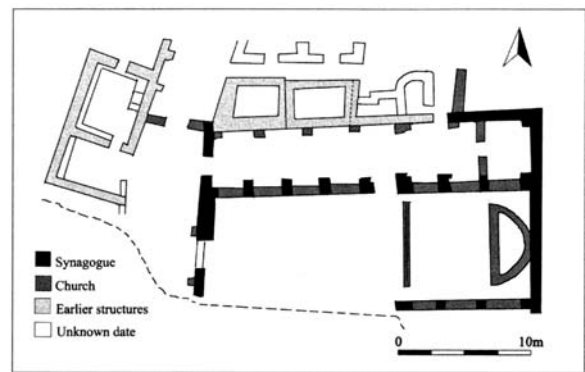 Synagogue
Church
Earlier structures
Unknown date
0 10m